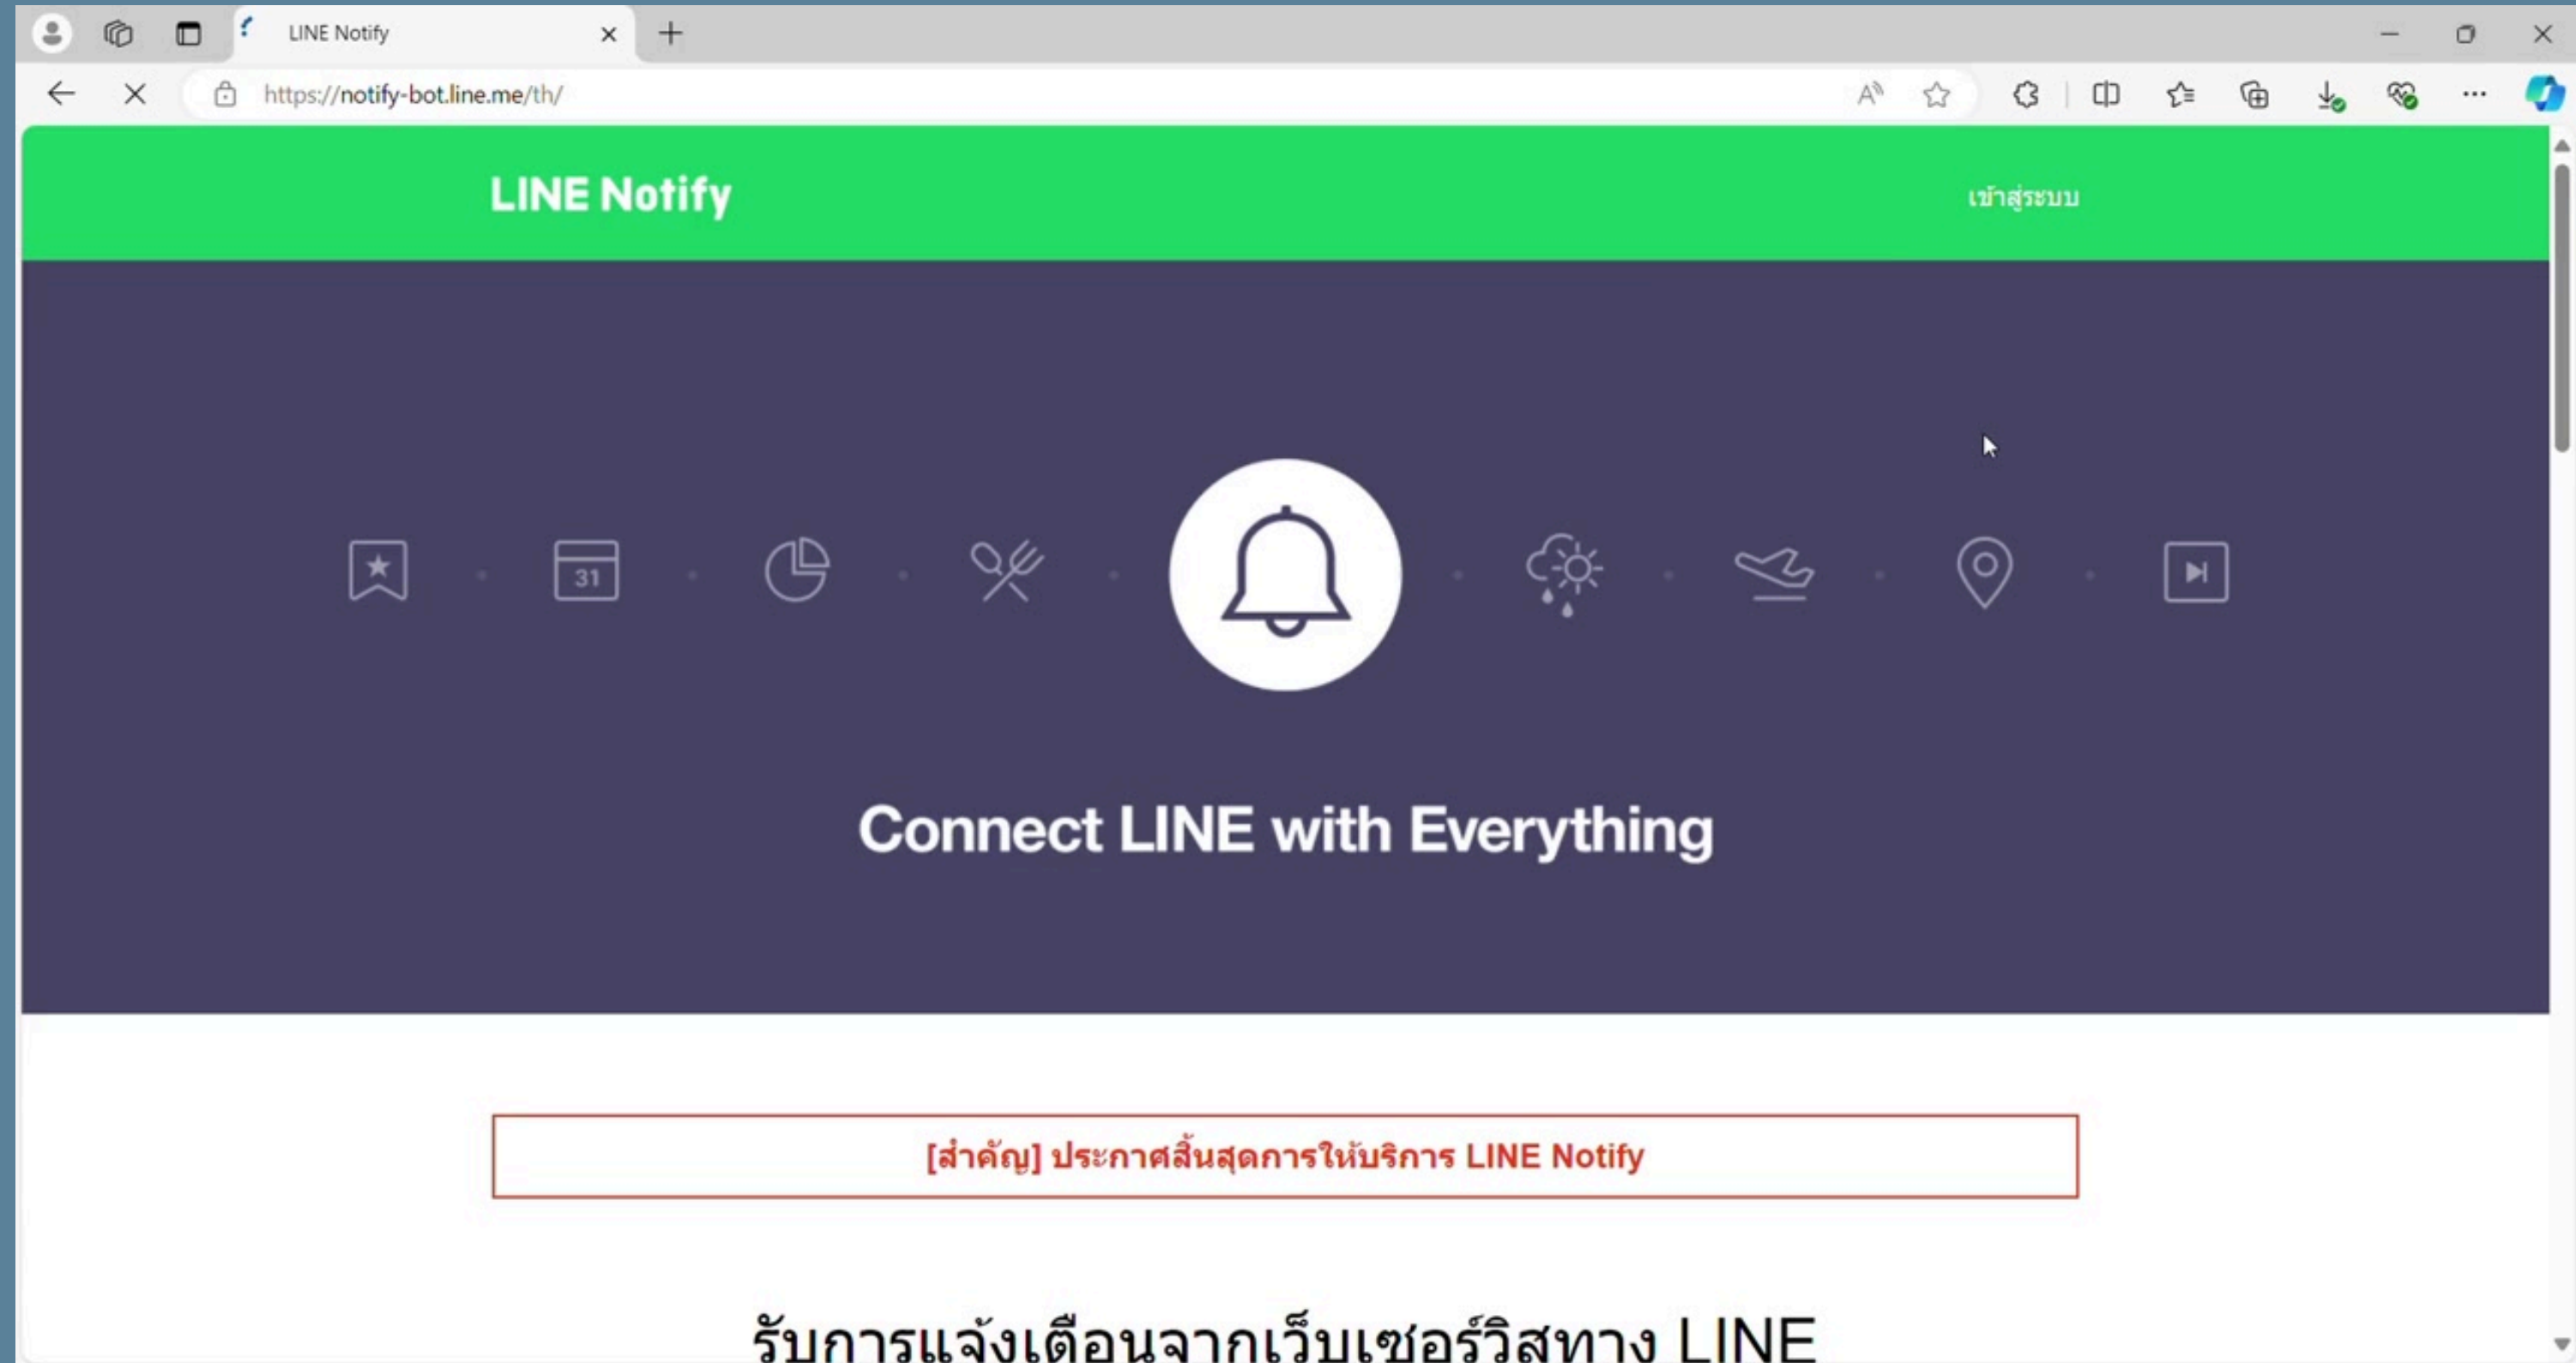 LINE Notify
https://notify-bot.line.me/th/
LINE Notify
เข้าสู่ระบบ
31
Connect LINE with Everything
[สำคัญ] ประกาศสิ้นสุดการให้บริการ LINE Notify
รับการแจ้งเตือนจากเว็บเซอร์วิสทาง LINE